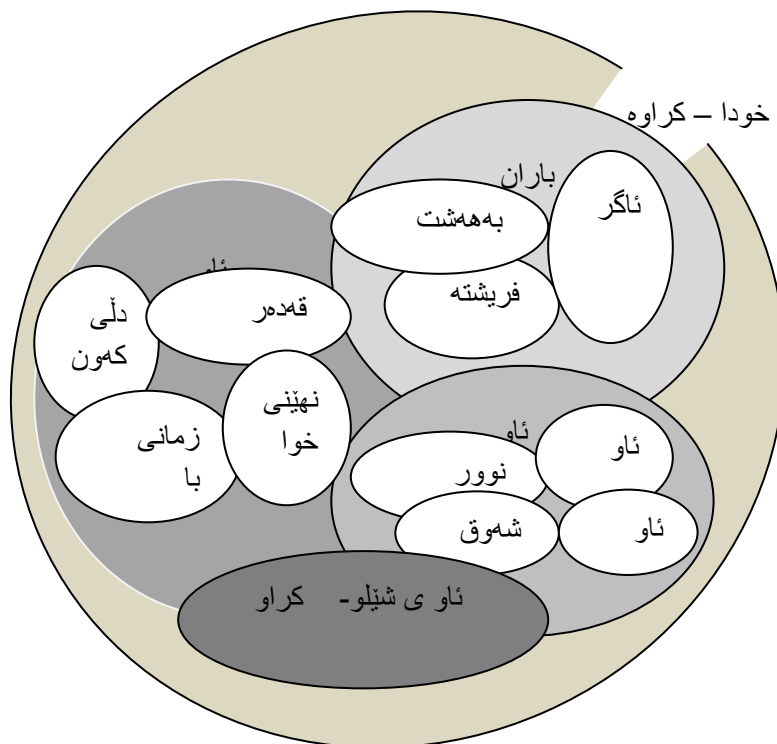 خودا – کراوە
باران
ئاگر
بەهەشت
فریشتە
ئاو
قەدەر
دڵی
کەون
نهێنی
خوا
زمانی
با
ئاو
ئاو
نوور
شەوق
ئاو
ئاو ی شێلو- کراو